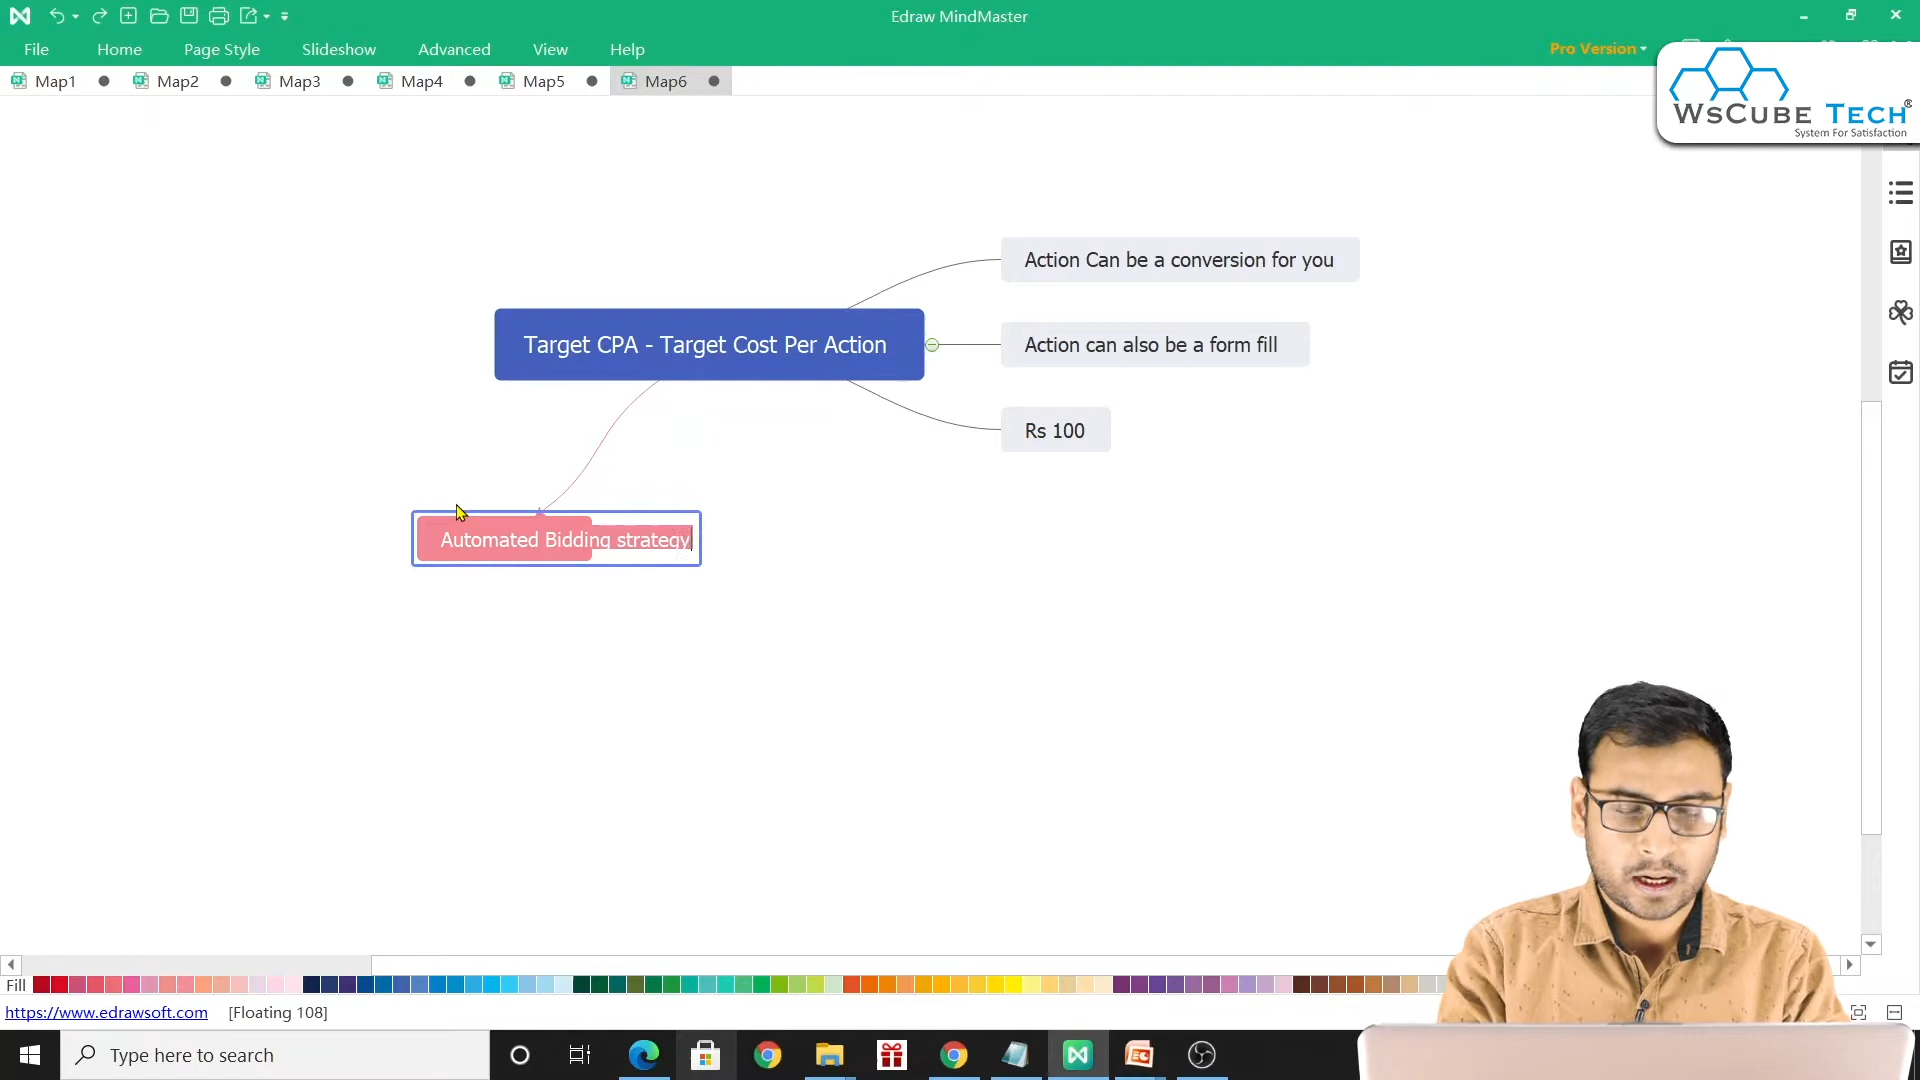 Edraw MindMaster
File Home Page Style Slideshow Advanced View Help
Pro Version
Map1 Map2 Map3 Map4 Map5 Map6
WsCube Tech®
System For Satisfaction
Action Can be a conversion for you
Target CPA - Target Cost Per Action
Action can also be a form fill
Rs 100
Automated Bidding strategy
Fill
https://www.edrawsoft.com [Floating 108]
Type here to search